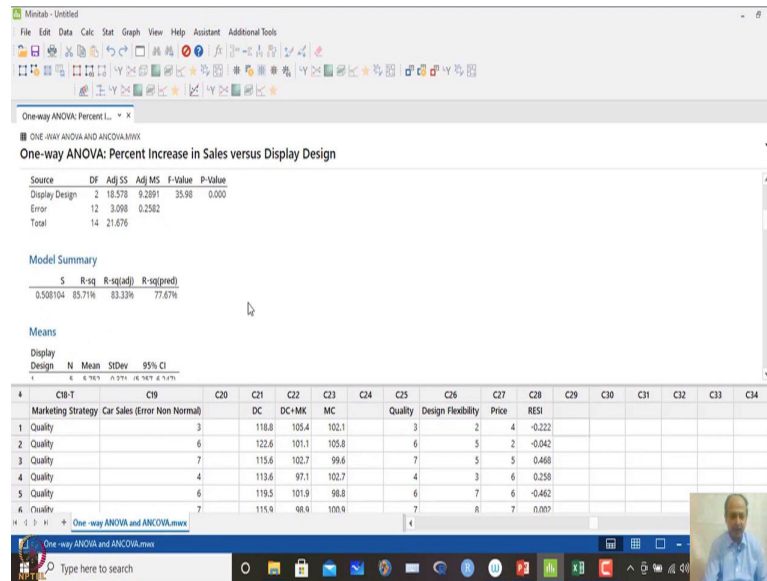 Minitab - Untitled
File Edit Data Calc Stat Graph View Help Assistant Additional Tools
One-way ANOVA: Percent I...
ONE -WAY ANOVA AND ANCOVA.MWX
One-way ANOVA: Percent Increase in Sales versus Display Design
Source DF Adj SS Adj MS F-Value P-Value
Display Design 2 18.578 9.2891 35.98 0.000
Error 12 3.098 0.2582
Total 14 21.676
Model Summary
S R-sq R-sq(adj) R-sq(pred)
0.508104 85.71% 83.33% 77.67%
Means
Display
Design N Mean StDev 95% CI
C18-T C19 C20 C21 C22 C23 C24 C25 C26 C27 C28 C29 C30 C31 C32 C33 C34
Marketing Strategy Car Sales (Error Non Normal) DC DC+MK MC Quality Design Flexibility Price RESI
1 Quality 3 118.8 105.4 102.1 3 2 4 -0.222
2 Quality 6 122.6 101.1 105.8 6 5 2 -0.042
3 Quality 7 115.6 102.7 99.6 7 5 5 0.468
4 Quality 4 113.6 97.1 102.7 4 3 6 0.258
5 Quality 6 119.5 101.9 98.8 6 7 6 -0.462
6 Quality 7 115.9 98.9 100.9 7 8 7 0.002
One -way ANOVA and ANCOVA.mwx
One -way ANOVA and ANCOVA.mwx
Type here to search
NPTEL